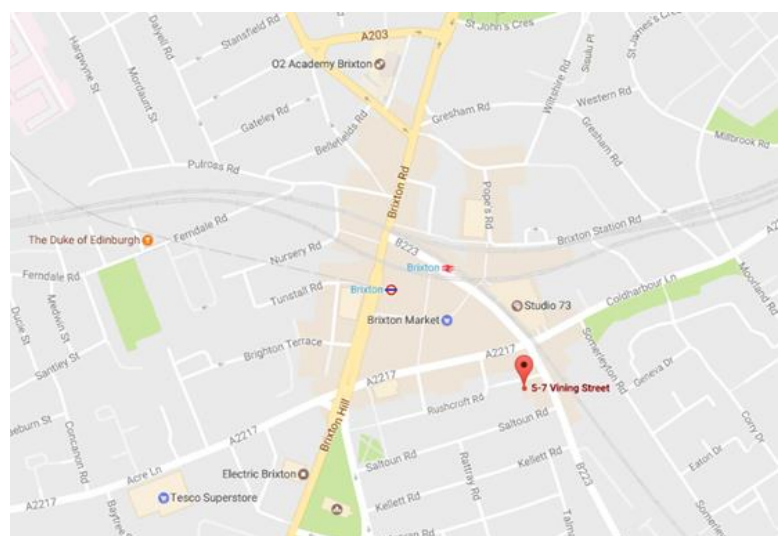 St John's Cres
Stansfield Rd
A203
Dalyell Rd
St James's Cres
Hargwyne St
Mordaunt St
O2 Academy Brixton
Sisulu Pl
Wiltshire Rd
Western Rd
Gresham Rd
Gateley Rd
Bellefields Rd
Gresham Rd
Millbrook Rd
Pulross Rd
Brixton Rd
Pope's Rd
Ferndale Rd
The Duke of Edinburgh
Nursery Rd
B223
Brixton Station Rd
Brixton
Ferndale Rd
Tunstall Rd
Brixton
Coldharbour Ln
Moorland Rd
Studio 73
Brixton Market
Ducie St
Medwin St
Brighton Terrace
Somerleyton Rd
Santley St
A2217
A2217
Geneva Dr
5-7 Vining Street
Rushcroft Rd
Brixton Hill
Saltoun Rd
Corry Dr
Concanon Rd
A2217
Saltoun Rd
Rattray Rd
Kellett Rd
Eaton Dr
Acre Ln
Electric Brixton
B223
Tesco Superstore
A2217
Kellett Rd